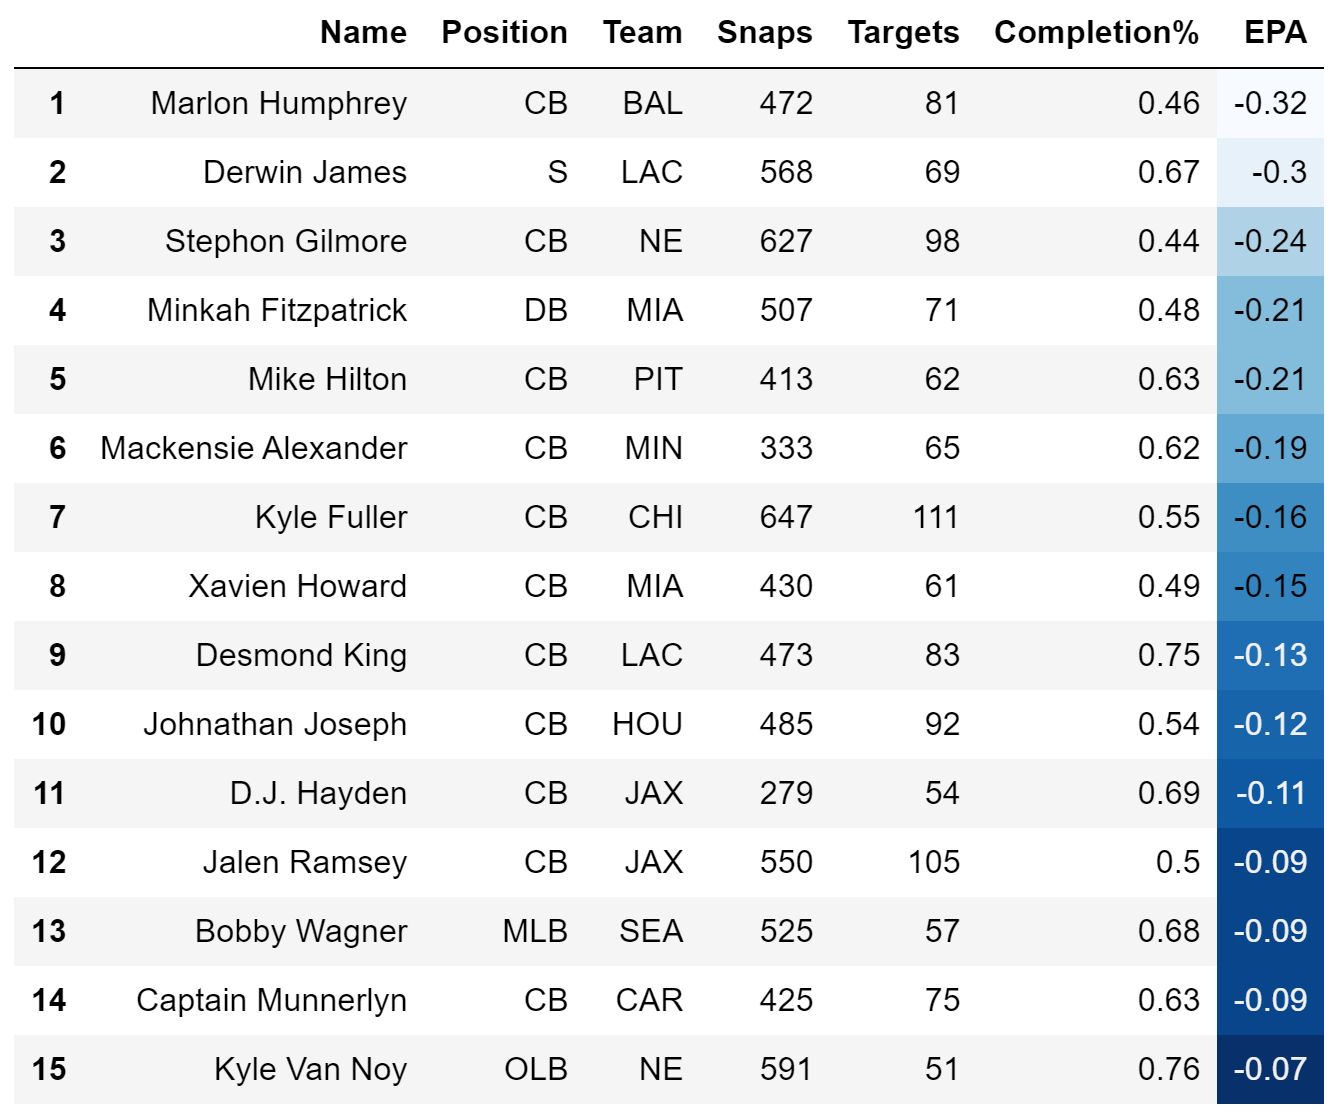 Name Position Team Snaps Targets Completion% EPA
1 Marlon Humphrey CB BAL 472 81 0.46 -0.32
2 Derwin James S LAC 568 69 0.67 -0.3
3 Stephon Gilmore CB NE 627 98 0.44 -0.24
4 Minkah Fitzpatrick DB MIA 507 71 0.48 -0.21
5 Mike Hilton CB PIT 413 62 0.63 -0.21
6 Mackensie Alexander CB MIN 333 65 0.62 -0.19
7 Kyle Fuller CB CHI 647 111 0.55 -0.16
8 Xavien Howard CB MIA 430 61 0.49 -0.15
9 Desmond King CB LAC 473 83 0.75 -0.13
10 Johnathan Joseph CB HOU 485 92 0.54 -0.12
11 D.J. Hayden CB JAX 279 54 0.69 -0.11
12 Jalen Ramsey CB JAX 550 105 0.5 -0.09
13 Bobby Wagner MLB SEA 525 57 0.68 -0.09
14 Captain Munnerlyn CB CAR 425 75 0.63 -0.09
15 Kyle Van Noy OLB NE 591 51 0.76 -0.07